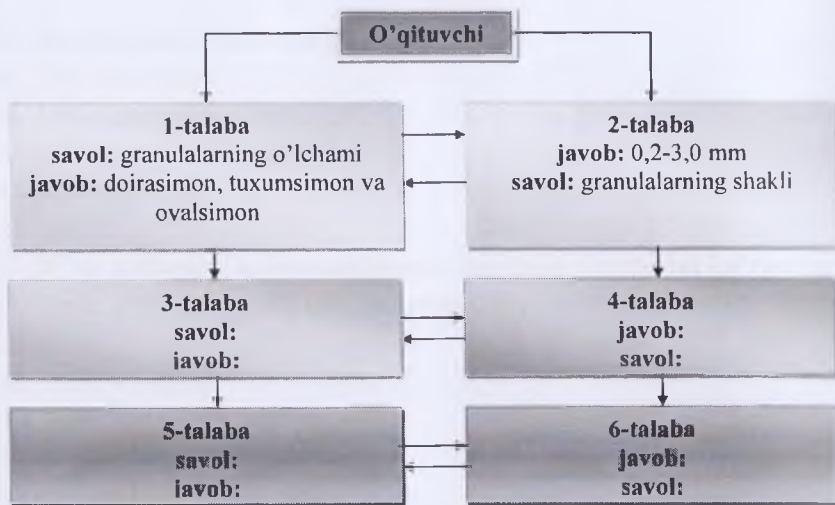 O'qituvchi
1-talaba
savol: granulalarning o'lchami
javob: doirasimon, tuxumsimon va
ovalsimon
2-talaba
javob: 0,2-3,0 mm
savol: granulalarning shakli
3-talaba
savol:
javob:
4-talaba
javob:
savol:
5-talaba
savol:
javob:
6-talaba
javob:
savol: